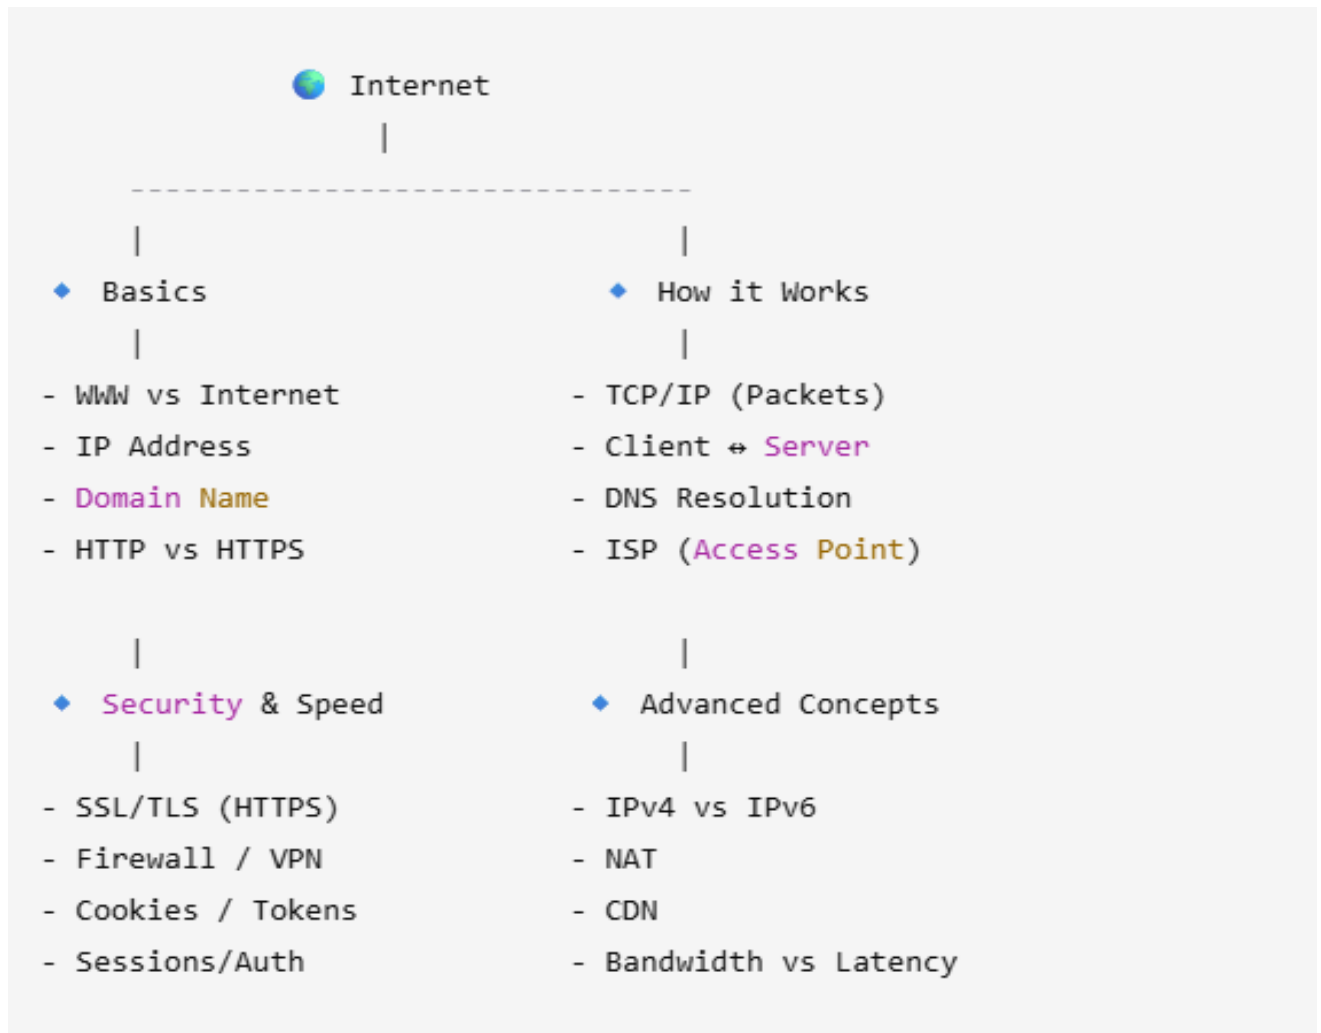 🌍 Internet
|
--------------------------------
| |
🔹 Basics 🔹 How it Works
| |
- WWW vs Internet - TCP/IP (Packets)
- IP Address - Client ↔ Server
- Domain Name - DNS Resolution
- HTTP vs HTTPS - ISP (Access Point)
| |
🔹 Security & Speed 🔹 Advanced Concepts
| |
- SSL/TLS (HTTPS) - IPv4 vs IPv6
- Firewall / VPN - NAT
- Cookies / Tokens - CDN
- Sessions/Auth - Bandwidth vs Latency